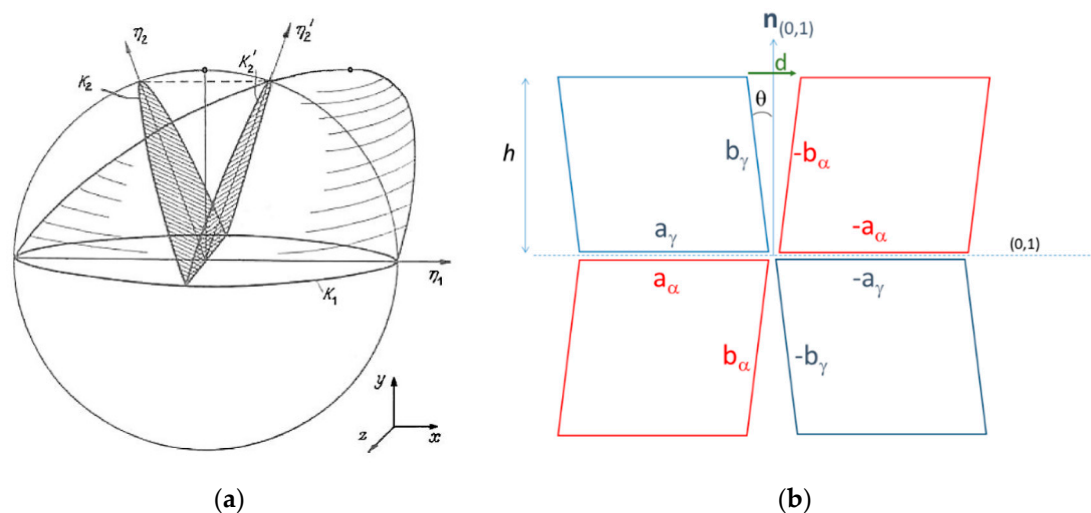 η₂
η₂′
K₂
K₂′
η₁
K₁
y
x
z
(a)
n(0,1)
d
θ
h
bγ
-bα
aγ
-aα
(0,1)
aα
-aγ
bα
-bγ
(b)